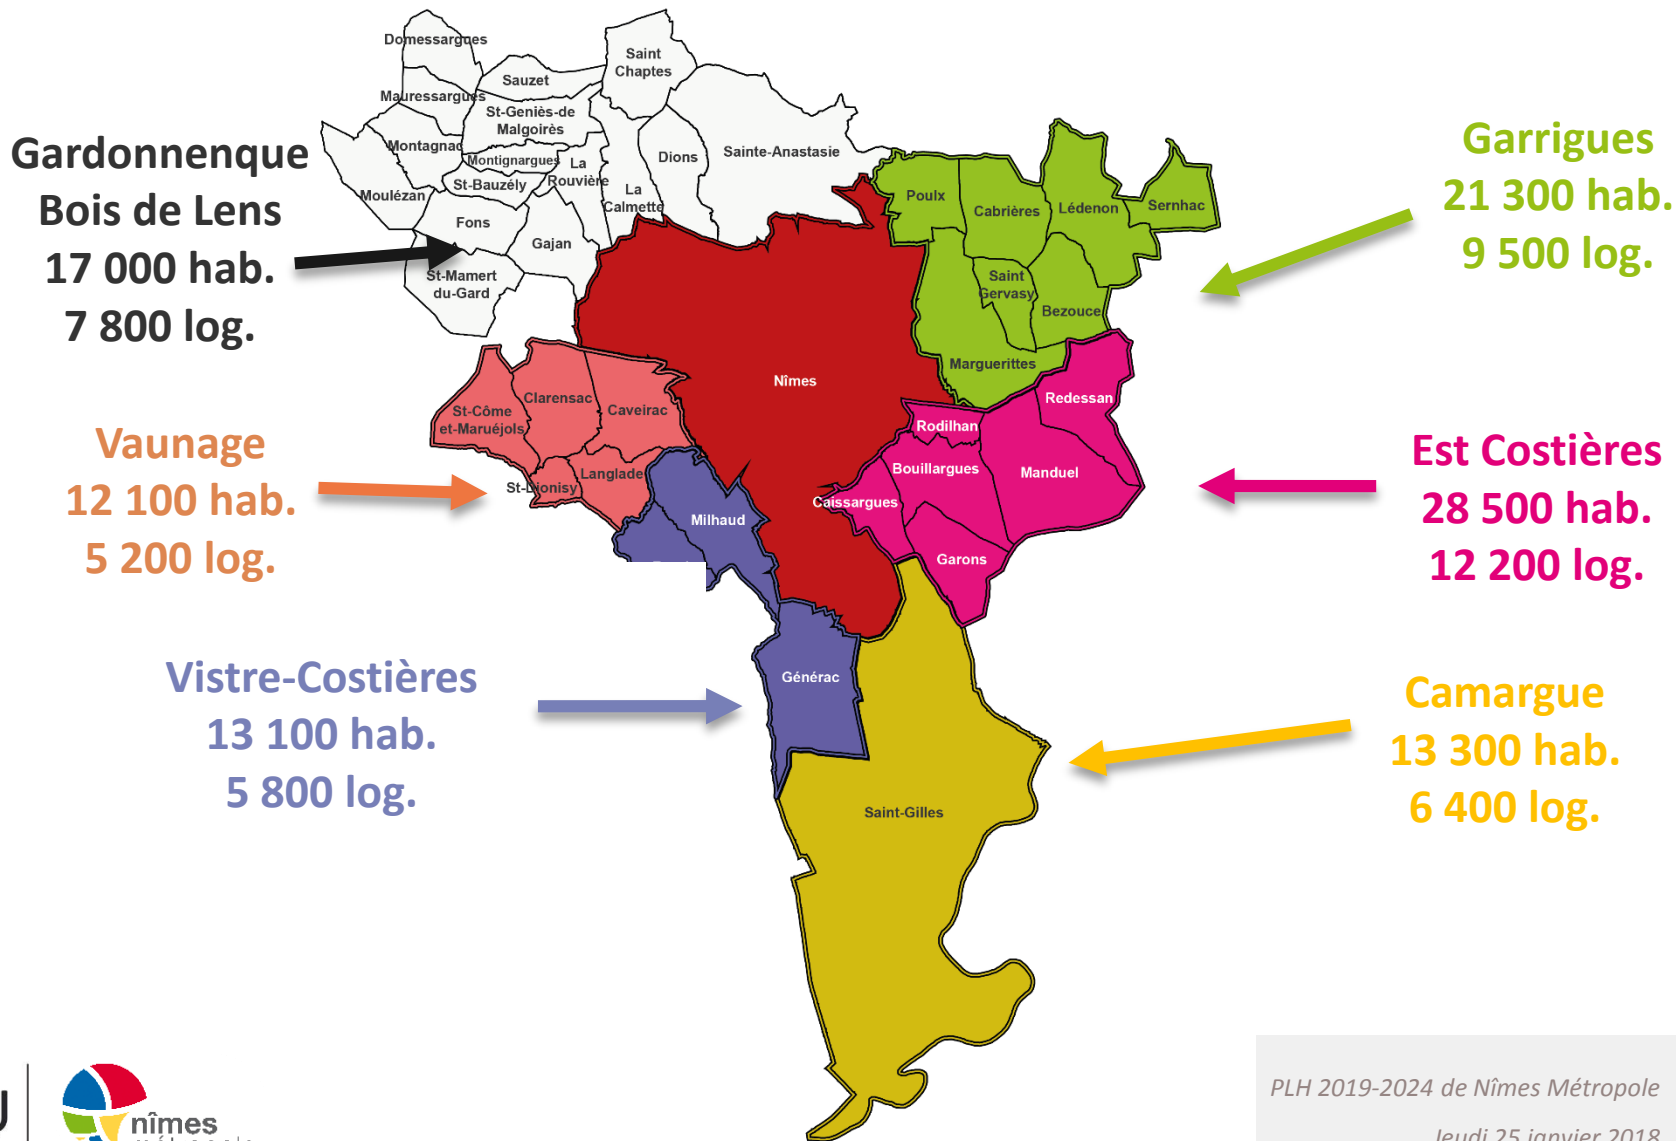 Domessargues
Saint
Chaptes
Sauzet
Mauressargues
St-Geniès-de
Malgoirès
Montagnac
Montignargues
La
Rouvière
Dions
Sainte-Anastasie
St-Bauzély
Moulézan
La
Calmette
Fons
Gajan
St-Mamert
du-Gard
Gardonnenque
Bois de Lens
17 000 hab.
7 800 log.
Garrigues
21 300 hab.
9 500 log.
Poulx
Cabrières
Lédenon
Sernhac
Saint
Gervasy
Bezouce
Marguerittes
Nîmes
Redessan
Rodilhan
Bouillargues
Manduel
Caissargues
Garons
St-Côme
et-Maruéjols
Clarensac
Caveirac
St-Dionisy
Langlade
Milhaud
Vaunage
12 100 hab.
5 200 log.
Est Costières
28 500 hab.
12 200 log.
Vistre-Costières
13 100 hab.
5 800 log.
Générac
Camargue
13 300 hab.
6 400 log.
Saint-Gilles
nîmes
PLH 2019-2024 de Nîmes Métropole
Jeudi 25 janvier 2018